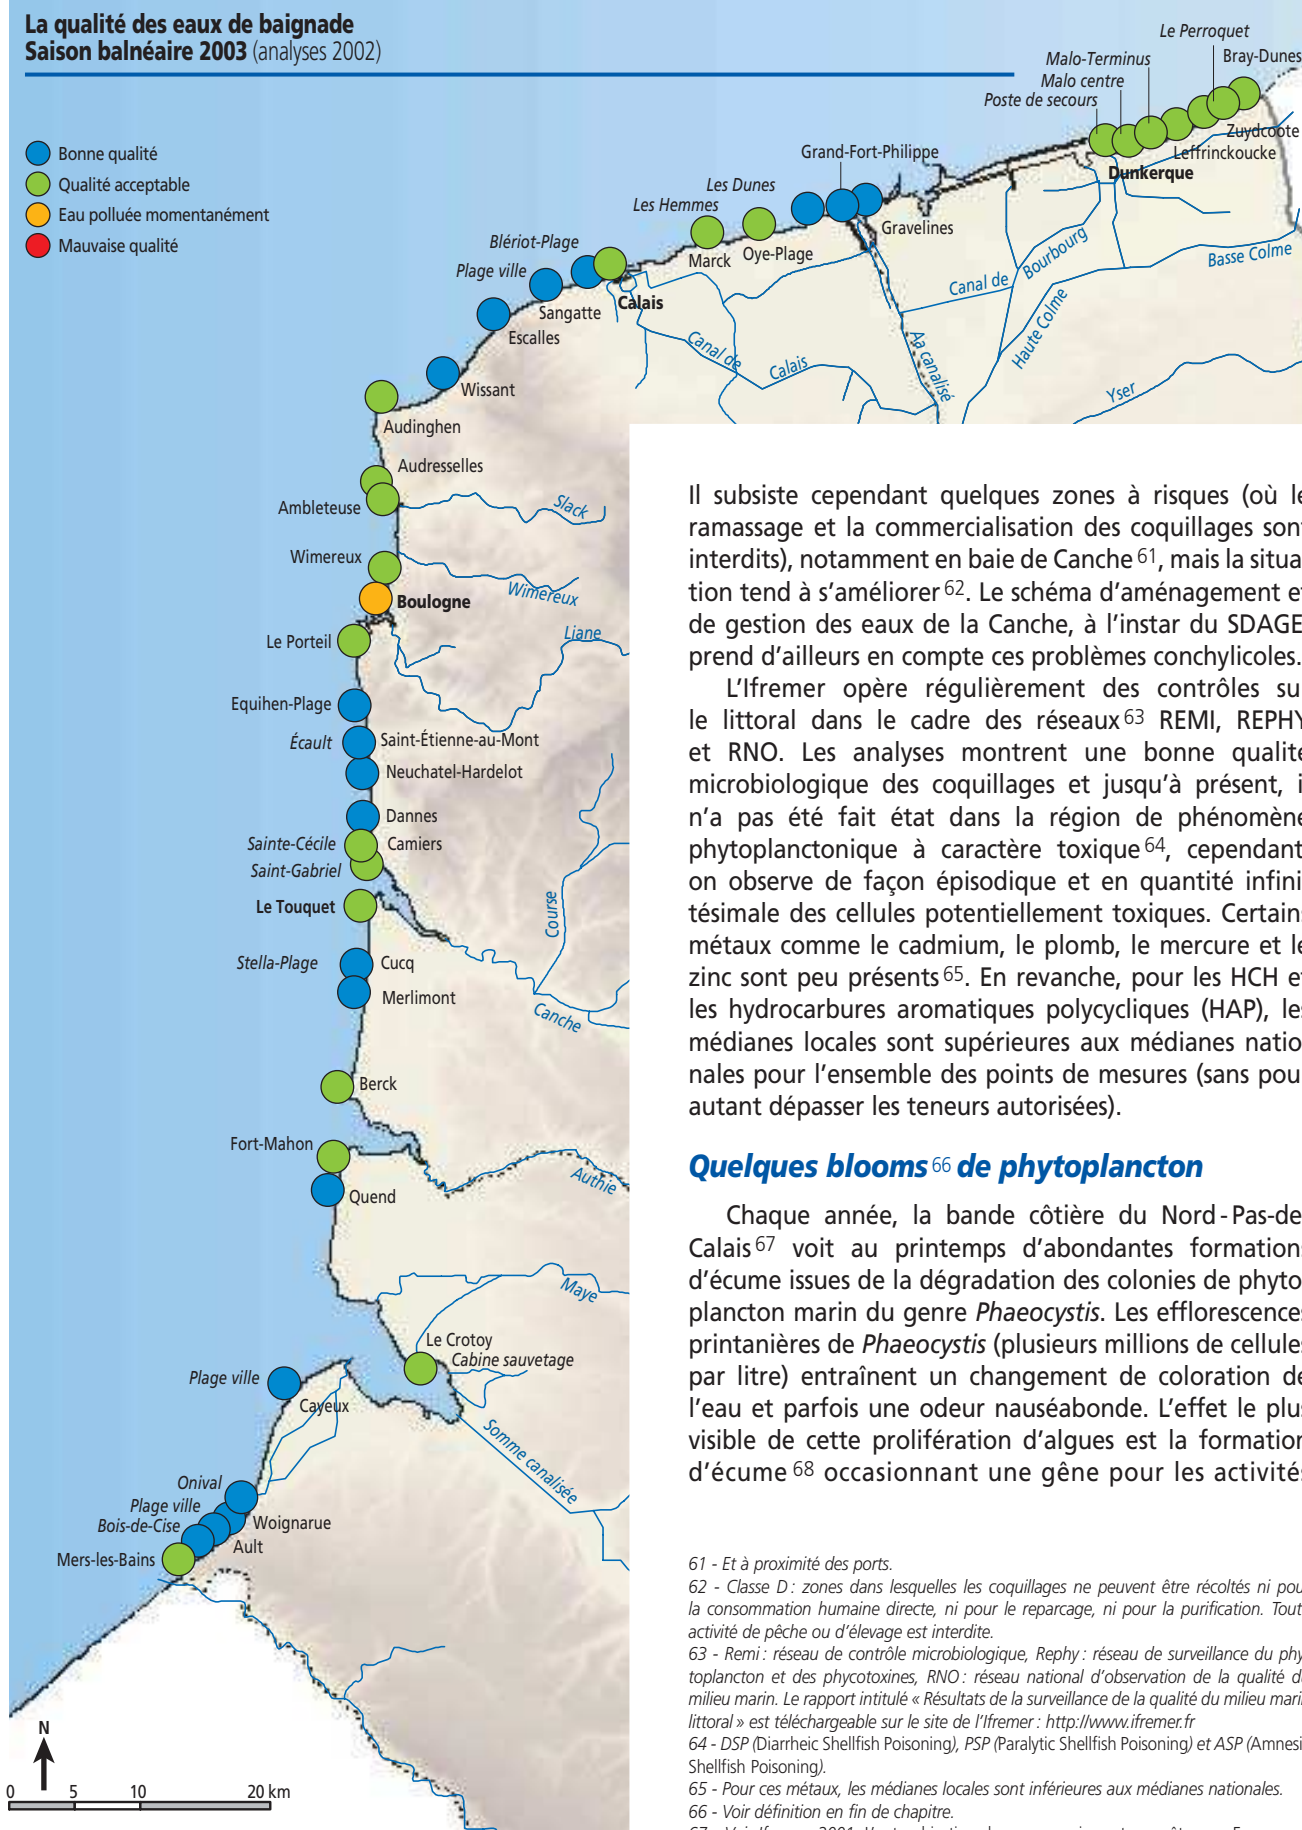 La qualité des eaux de baignade
Saison balnéaire 2003 (analyses 2002)
Bonne qualité
Qualité acceptable
Eau polluée momentanément
Mauvaise qualité
Le Perroquet
Bray-Dunes
Malo-Terminus
Malo centre
Poste de secours
Zuydcoote
Leffrinckoucke
Dunkerque
Grand-Fort-Philippe
Les Dunes
Les Hemmes
Gravelines
Marck
Oye-Plage
Blériot-Plage
Plage ville
Calais
Sangatte
Escalles
Wissant
Canal de
Bourbourg
Basse Colme
Haute Colme
Aa canalisé
Canal de
Calais
Yser
Audinghen
Audresselles
Ambleteuse
Slack
Wimereux
Wimereux
Boulogne
Liane
Le Porteil
Equihen-Plage
Écault
Saint-Étienne-au-Mont
Neuchatel-Hardelot
Dannes
Sainte-Cécile
Camiers
Saint-Gabriel
Le Touquet
Course
Stella-Plage
Cucq
Merlimont
Canche
Berck
Fort-Mahon
Authie
Quend
Maye
Le Crotoy
Cabine sauvetage
Plage ville
Cayeux
Somme canalisée
Onival
Plage ville
Bois-de-Cise
Woignarue
Ault
Mers-les-Bains
N
0 5 10 20 km
Il subsiste cependant quelques zones à risques (où le
ramassage et la commercialisation des coquillages sont
interdits), notamment en baie de Canche 61, mais la situa
tion tend à s'améliorer 62. Le schéma d'aménagement et
de gestion des eaux de la Canche, à l'instar du SDAGE
prend d'ailleurs en compte ces problèmes conchylicoles.
L'Ifremer opère régulièrement des contrôles su
le littoral dans le cadre des réseaux 63 REMI, REPHY
et RNO. Les analyses montrent une bonne qualité
microbiologique des coquillages et jusqu'à présent, i
n'a pas été fait état dans la région de phénomène
phytoplanctonique à caractère toxique 64, cependant
on observe de façon épisodique et en quantité infini
tésimale des cellules potentiellement toxiques. Certains
métaux comme le cadmium, le plomb, le mercure et le
zinc sont peu présents 65. En revanche, pour les HCH et
les hydrocarbures aromatiques polycycliques (HAP), les
médianes locales sont supérieures aux médianes natio
nales pour l'ensemble des points de mesures (sans pou
autant dépasser les teneurs autorisées).
Quelques blooms 66 de phytoplancton
Chaque année, la bande côtière du Nord-Pas-de
Calais 67 voit au printemps d'abondantes formations
d'écume issues de la dégradation des colonies de phyto
plancton marin du genre Phaeocystis. Les efflorescences
printanières de Phaeocystis (plusieurs millions de cellules
par litre) entraînent un changement de coloration de
l'eau et parfois une odeur nauséabonde. L'effet le plus
visible de cette prolifération d'algues est la formation
d'écume 68 occasionnant une gêne pour les activités
61 - Et à proximité des ports.
62 - Classe D : zones dans lesquelles les coquillages ne peuvent être récoltés ni pou
la consommation humaine directe, ni pour le reparcage, ni pour la purification. Tout
activité de pêche ou d'élevage est interdite.
63 - Remi : réseau de contrôle microbiologique, Rephy : réseau de surveillance du phy
toplancton et des phycotoxines, RNO : réseau national d'observation de la qualité d
milieu marin. Le rapport intitulé « Résultats de la surveillance de la qualité du milieu mari
littoral » est téléchargeable sur le site de l'Ifremer : http://www.ifremer.fr
64 - DSP (Diarrheic Shellfish Poisoning), PSP (Paralytic Shellfish Poisoning) et ASP (Amnesi
Shellfish Poisoning).
65 - Pour ces métaux, les médianes locales sont inférieures aux médianes nationales.
66 - Voir définition en fin de chapitre.